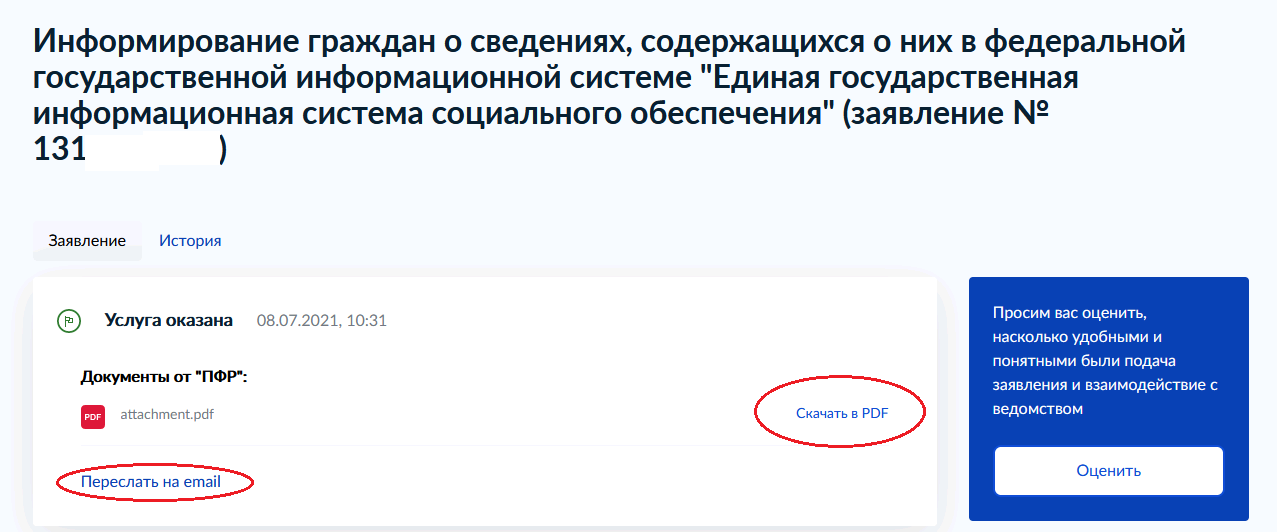 Информирование граждан о сведениях, содержащихся о них в федеральной
государственной информационной системе "Единая государственная
информационная система социального обеспечения" (заявление №
131 )
Заявление История
Услуга оказана 08.07.2021, 10:31
Документы от "ПФР":
PDF attachment.pdf Скачать в PDF
Переслать на email
Просим вас оценить,
насколько удобными и
понятными были подача
заявления и взаимодействие с
ведомством
Оценить